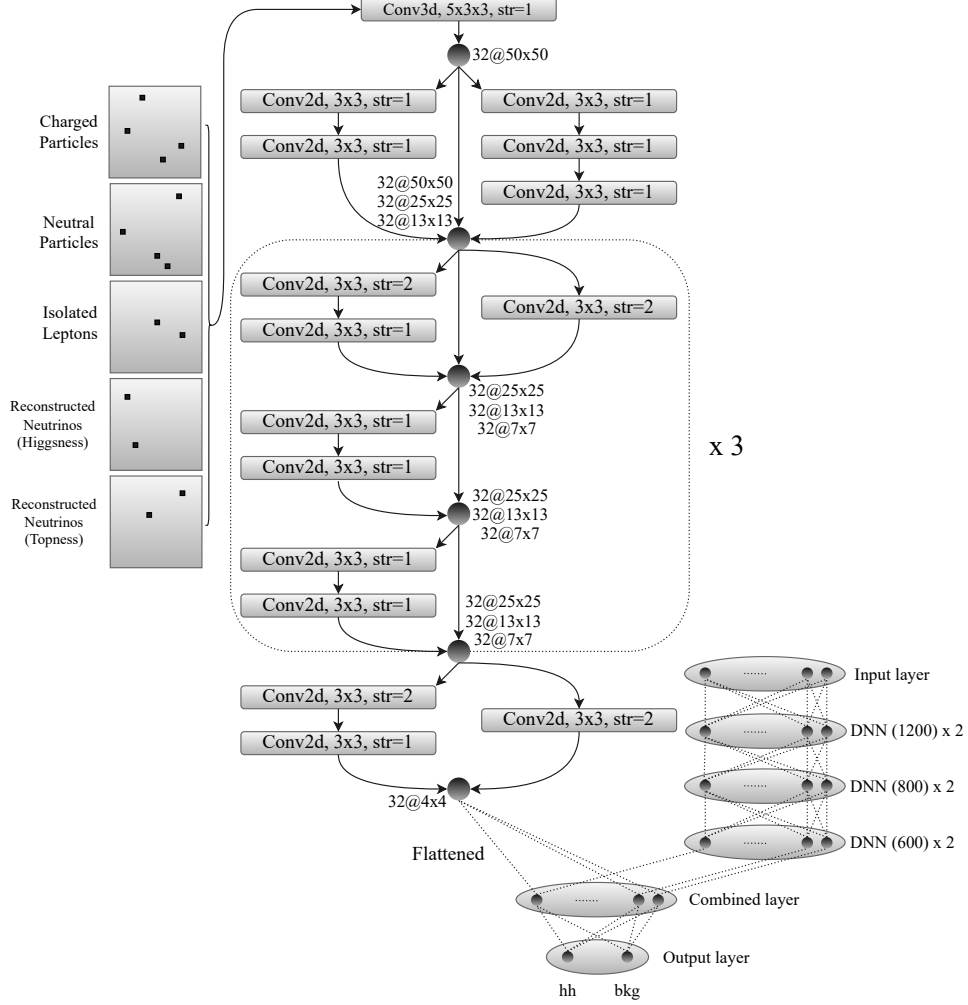 Conv3d, 5x3x3, str=1
32@50x50
Conv2d, 3x3, str=1
Conv2d, 3x3, str=1
Conv2d, 3x3, str=1
Conv2d, 3x3, str=1
Conv2d, 3x3, str=1
32@50x50
32@25x25
32@13x13
Charged
Particles
Neutral
Particles
Isolated
Leptons
Reconstructed
Neutrinos
(Higgsness)
Reconstructed
Neutrinos
(Topness)
Conv2d, 3x3, str=2
Conv2d, 3x3, str=1
Conv2d, 3x3, str=2
32@25x25
32@13x13
32@7x7
Conv2d, 3x3, str=1
Conv2d, 3x3, str=1
x 3
32@25x25
32@13x13
32@7x7
Conv2d, 3x3, str=1
Conv2d, 3x3, str=1
32@25x25
32@13x13
32@7x7
Conv2d, 3x3, str=2
Conv2d, 3x3, str=1
Conv2d, 3x3, str=2
32@4x4
Flattened
.......
Input layer
.......
DNN (1200) x 2
.......
DNN (800) x 2
.......
DNN (600) x 2
.......
Combined layer
Output layer
hh
bkg